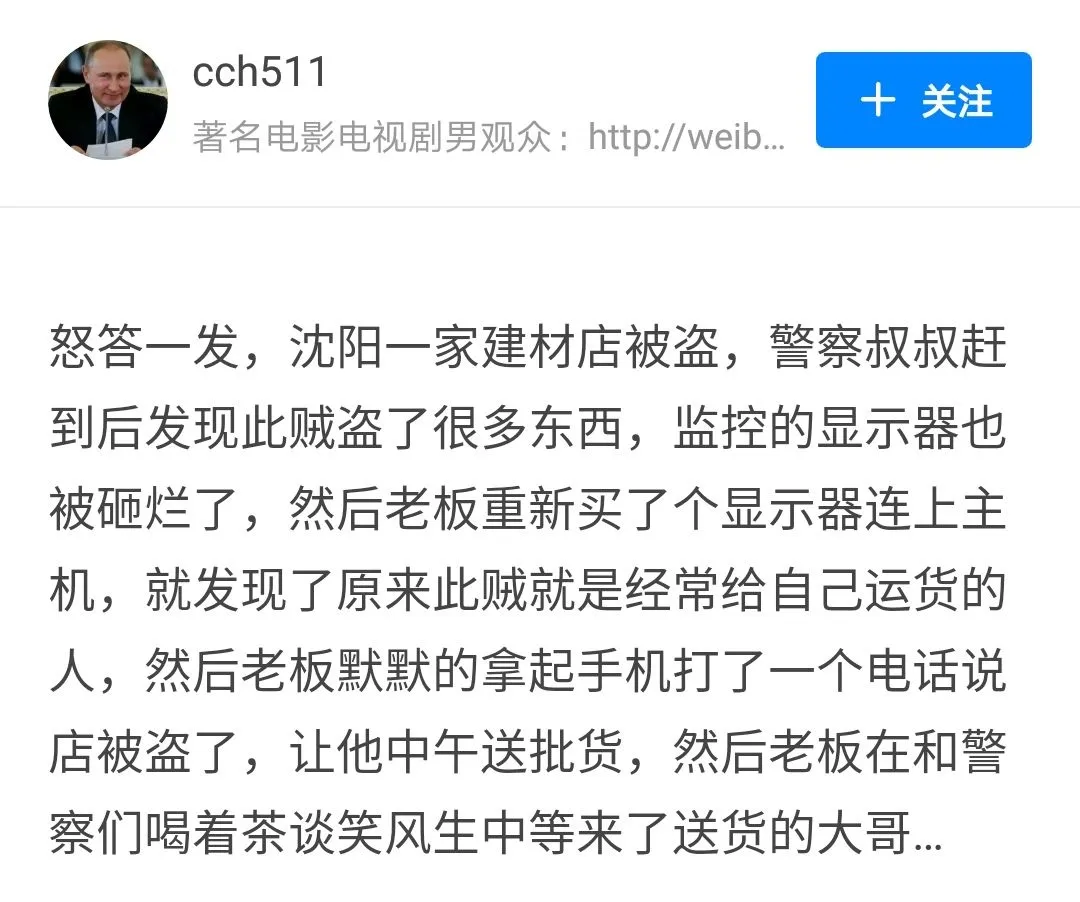 cch511
著名电影电视剧男观众：http://weib...
+ 关注
怒答一发，沈阳一家建材店被盗，警察叔叔赶
到后发现此贼盗了很多东西，监控的显示器也
被砸烂了，然后老板重新买了个显示器连上主
机，就发现了原来此贼就是经常给自己运货的
人，然后老板默默的拿起手机打了一个电话说
店被盗了，让他中午送批货，然后老板在和警
察们喝着茶谈笑风生中等来了送货的大哥...